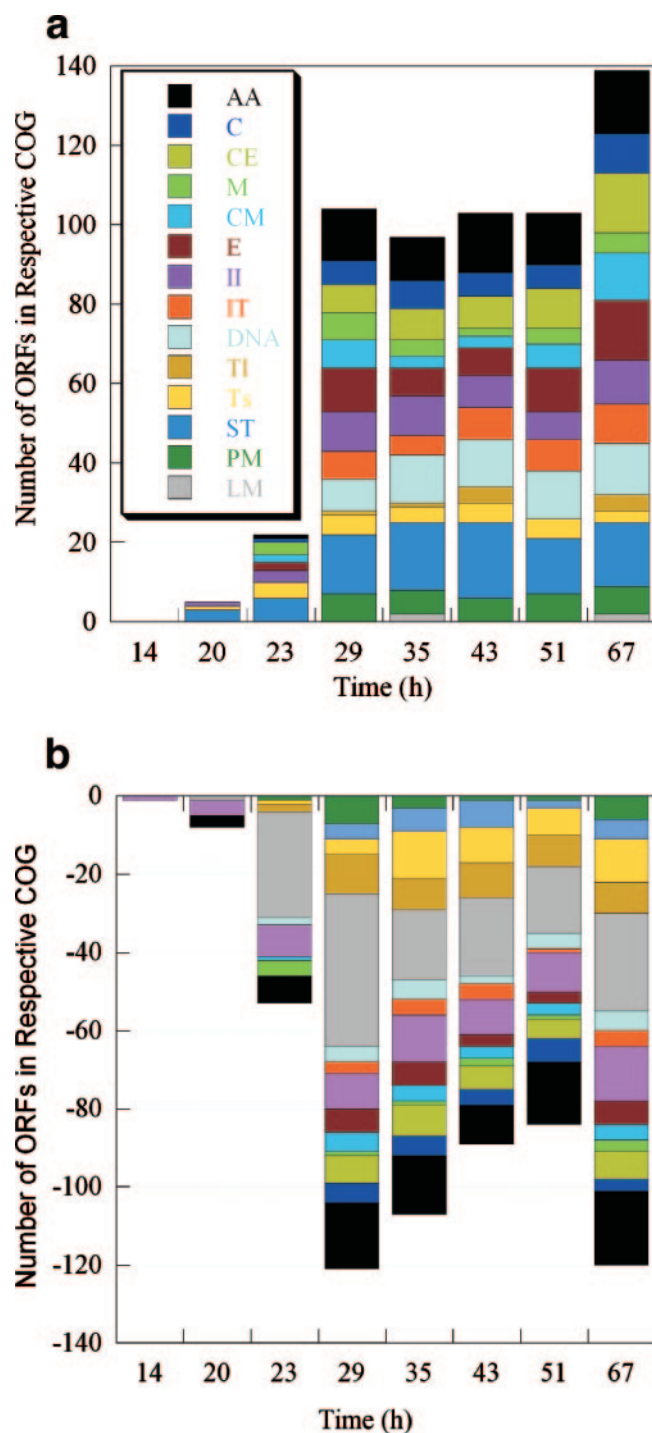 a
Number of ORFs in Respective COG
140
120
100
80
60
40
20
0
AA
C
CE
M
CM
E
II
IT
DNA
Tl
Ts
ST
PM
LM
14 20 23 29 35 43 51 67
Time (h)
b
Number of ORFs in Respective COG
0
-20
-40
-60
-80
-100
-120
-140
14 20 23 29 35 43 51 67
Time (h)